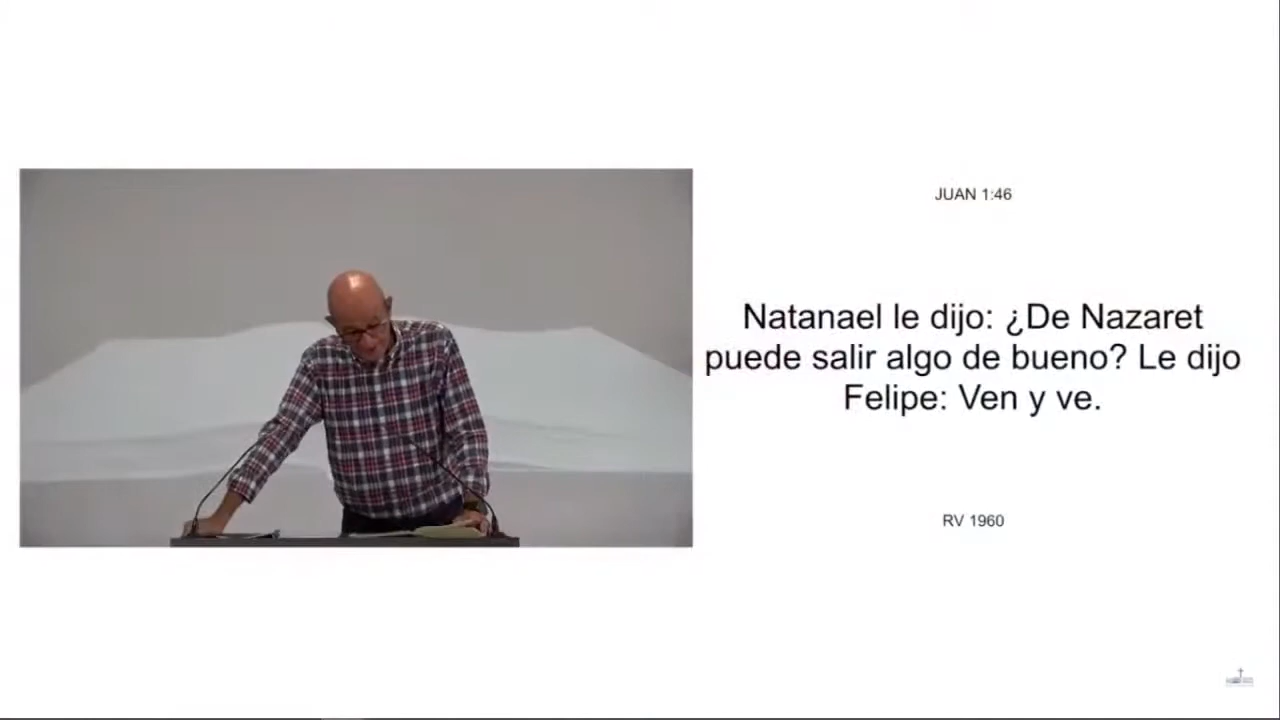 JUAN 1:46
Natanael le dijo: ¿De Nazaret
puede salir algo de bueno? Le dijo
Felipe: Ven y ve.
RV 1960